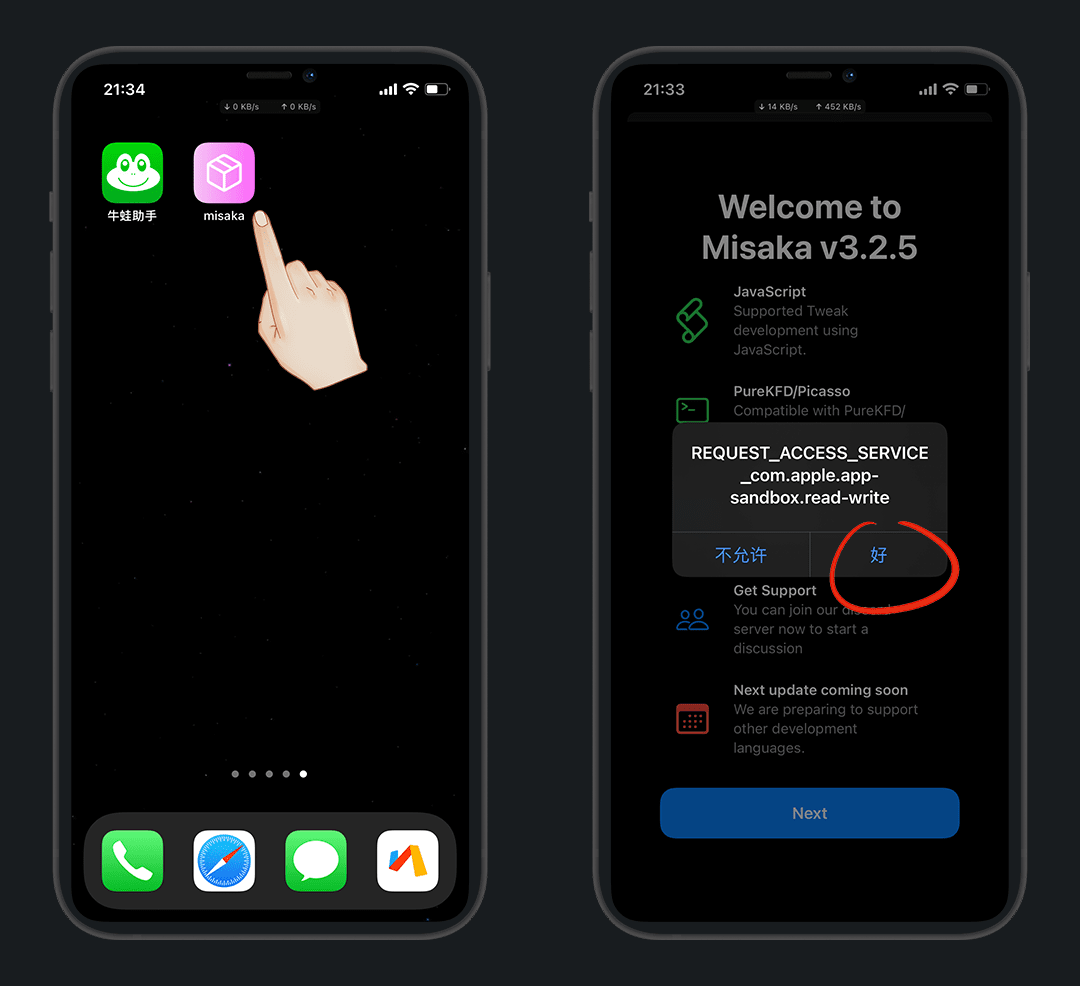 21:34
↓ 0 KB/s ↑ 0 KB/s
牛蛙助手
misaka
21:33
↓ 14 KB/s ↑ 452 KB/s
Welcome to
Misaka v3.2.5
JavaScript
Supported Tweak
development using
JavaScript.
PureKFD/Picasso
Compatible with PureKFD/
REQUEST_ACCESS_SERVICE
_com.apple.app-
sandbox.read-write
不允许
好
Get Support
You can join our discords
server now to start a
discussion
Next update coming soon
We are preparing to support
other development
languages.
Next